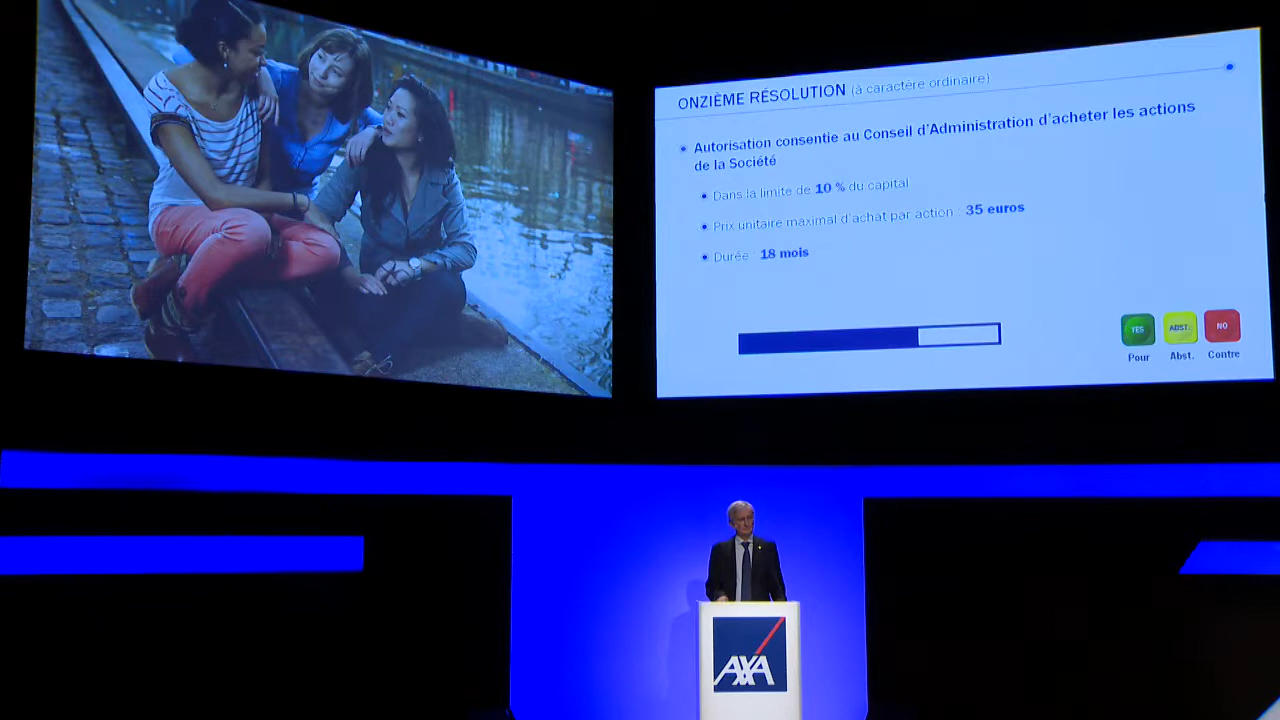 ONZIÈME RÉSOLUTION (à caractère ordinaire)
Autorisation consentie au Conseil d'Administration d'acheter les actions
de la Société
Dans la limite de 10 % du capital
Prix unitaire maximal d'achat par action : 35 euros
Durée : 18 mois
YES ABST. NO
Pour Abst. Contre
AXA